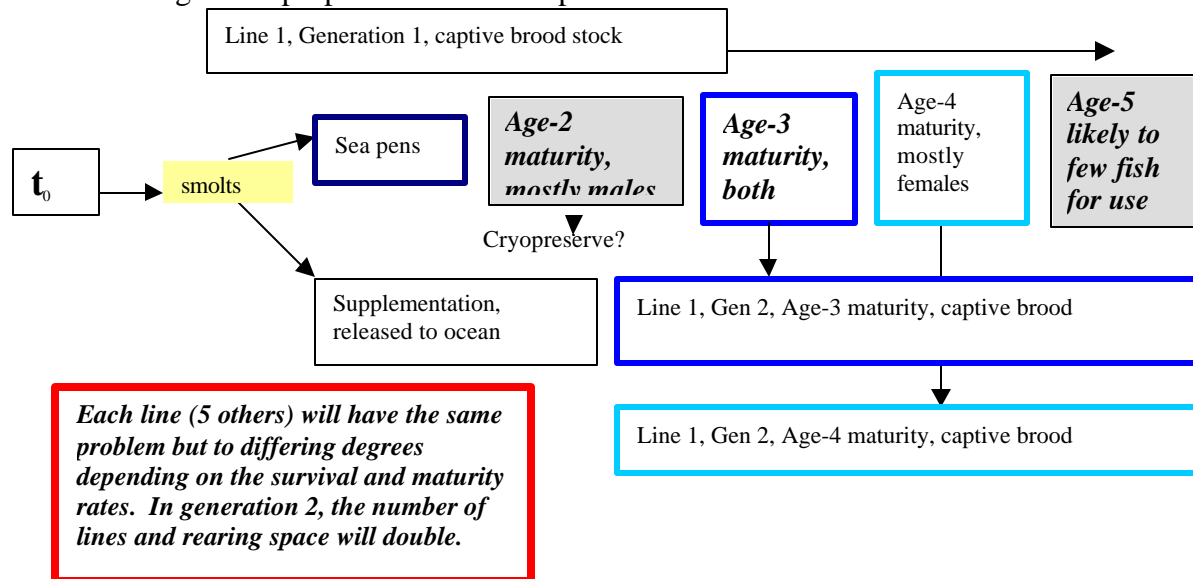 Line 1, Generation 1, captive brood stock
t₀
smolts
Sea pens
Age-2
maturity,
mostly males
Cryopreserve?
Age-3
maturity,
both
Age-4
maturity,
mostly
females
Age-5
likely to
few fish
for use
Supplementation,
released to ocean
Line 1, Gen 2, Age-3 maturity, captive brood
Line 1, Gen 2, Age-4 maturity, captive brood
Each line (5 others) will have the same
problem but to differing degrees
depending on the survival and maturity
rates. In generation 2, the number of
lines and rearing space will double.